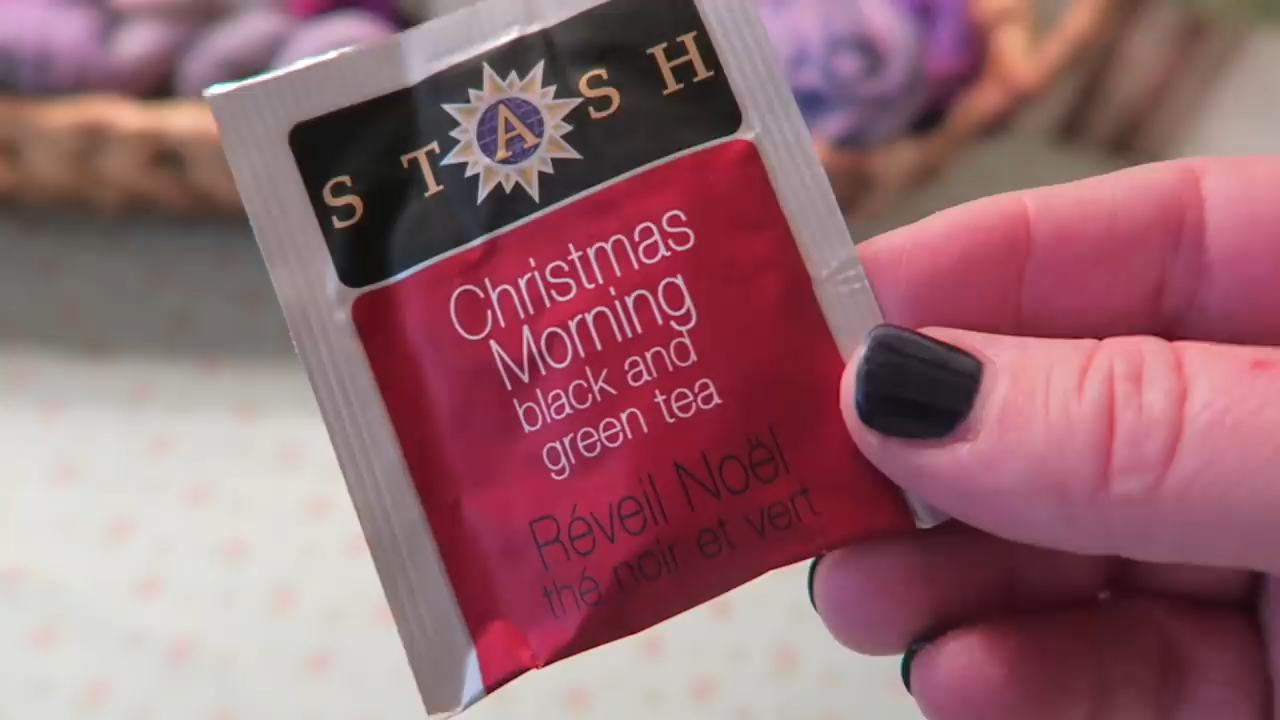 STASH
Christmas
Morning
black and
green tea
Réveil Noël
thé noir et vert